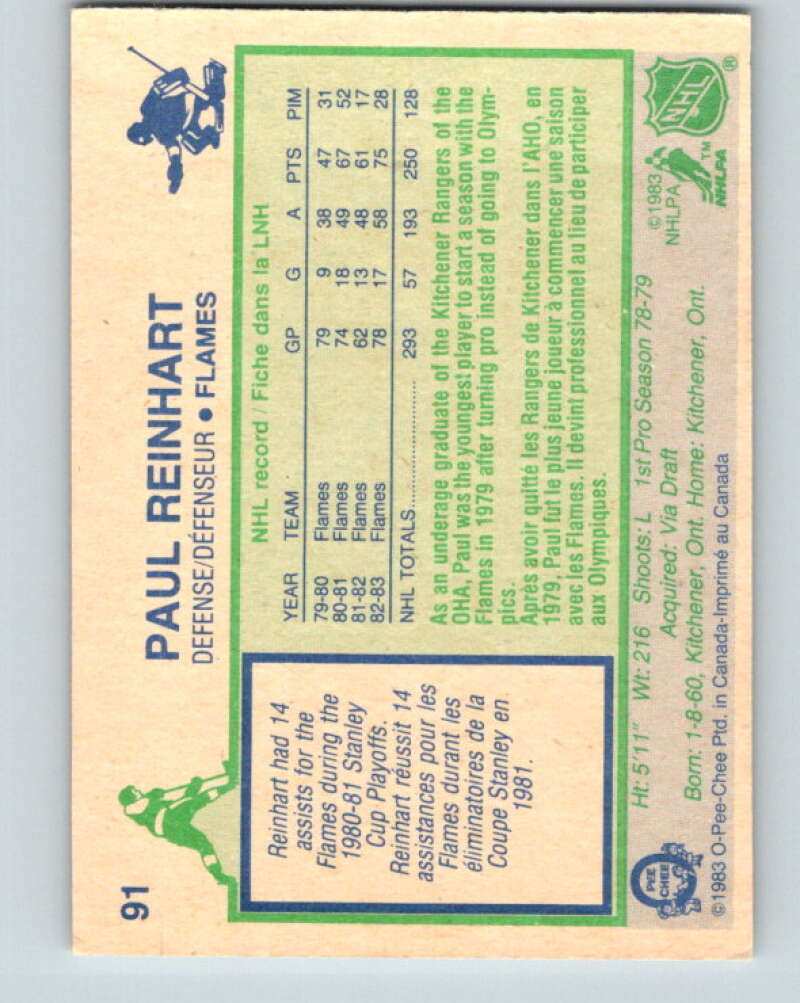 91
PAUL REINHART
DEFENSE/DÉFENSEUR • FLAMES
Reinhart had 14
assists for the
Flames during the
1980-81 Stanley
Cup Playoffs.
Reinhart réussit 14
assistances pour les
Flames durant les
éliminatoires de la
Coupe Stanley en
1981.
NHL record / Fiche dans la LNH
YEAR TEAM GP G A PTS PIM
79-80 Flames 79 9 38 47 31
80-81 Flames 74 18 49 67 52
81-82 Flames 62 13 48 61 17
82-83 Flames 78 17 58 75 28
NHL TOTALS.................... 293 57 193 250 128
As an underage graduate of the Kitchener Rangers of the
OHA, Paul was the youngest player to start a season with the
Flames in 1979 after turning pro instead of going to Olym-
pics.
Après avoir quitté les Rangers de Kitchener dans l'AHO, en
1979, Paul fut le plus jeune joueur à commencer une saison
avec les Flames. Il devint professionnel au lieu de participer
aux Olympiques.
Ht: 5'11" Wt: 216 Shoots: L 1st Pro Season 78-79
Acquired: Via Draft
Born: 1-8-60, Kitchener, Ont. Home: Kitchener, Ont.
©1983 O-Pee-Chee Ptd. in Canada-Imprimé au Canada
O
PEE
CHEE
©1983
NHLPA
NHLPA
TM
NHL
®